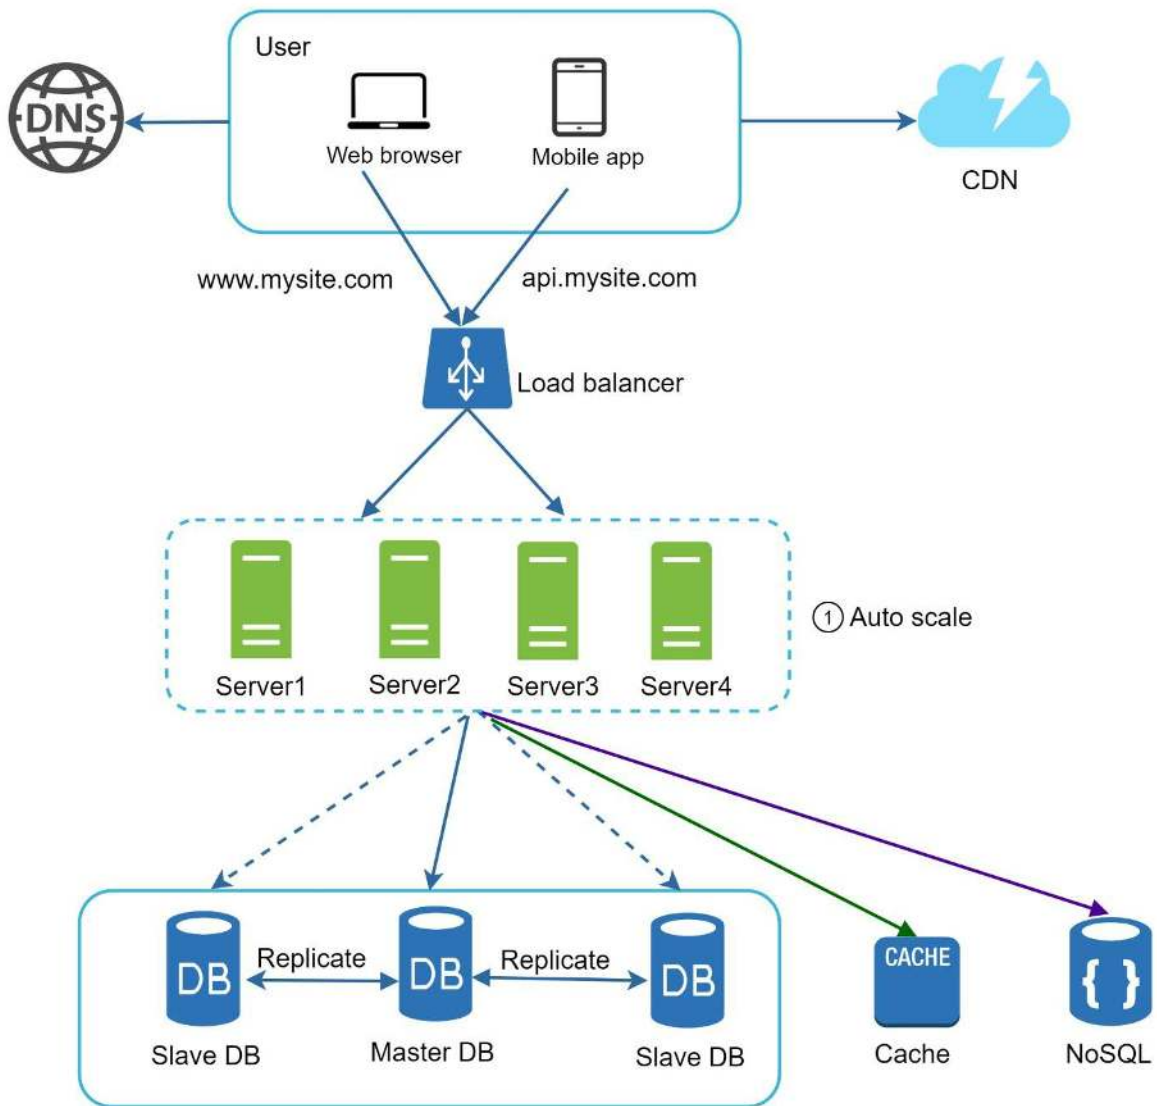 User
DNS
Web browser
Mobile app
CDN
www.mysite.com
api.mysite.com
Load balancer
1 Auto scale
Server1
Server2
Server3
Server4
Replicate
Replicate
DB
DB
DB
CACHE
{ }
Slave DB
Master DB
Slave DB
Cache
NoSQL